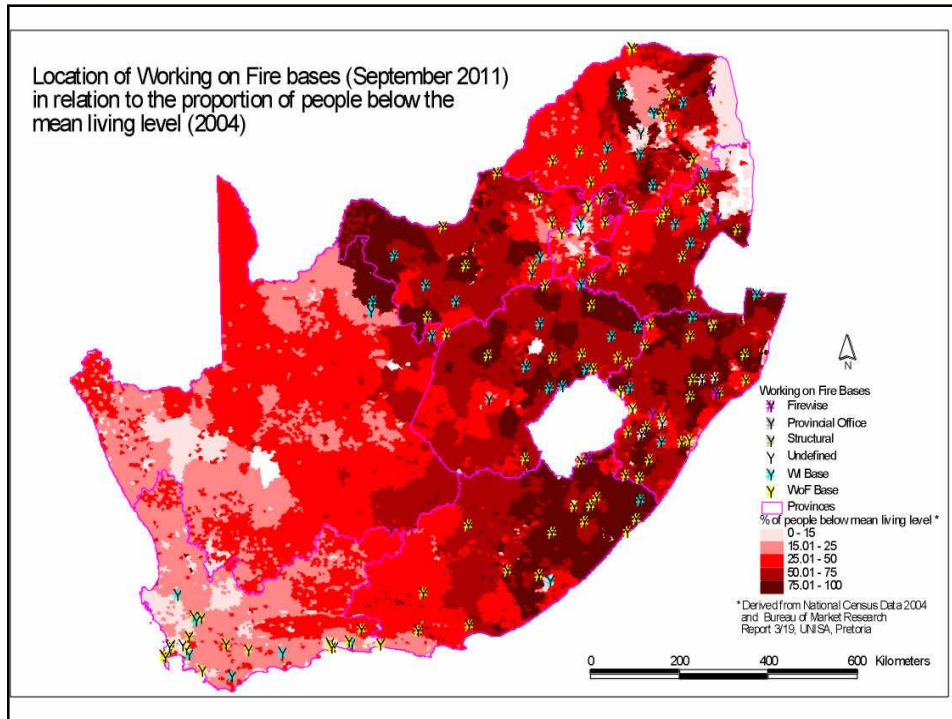 Location of Working on Fire bases (September 2011)
in relation to the proportion of people below the
mean living level (2004)
N
Working on Fire Bases
Firewise
Provincial Office
Structural
Undefined
WI Base
WoF Base
Provinces
% of people below mean living level *
0 - 15
15.01 - 25
25.01 - 50
50.01 - 75
75.01 - 100
* Derived from National Census Data 2004
and Bureau of Market Research
Report 3/19, UNISA, Pretoria
0 200 400 600 Kilometers